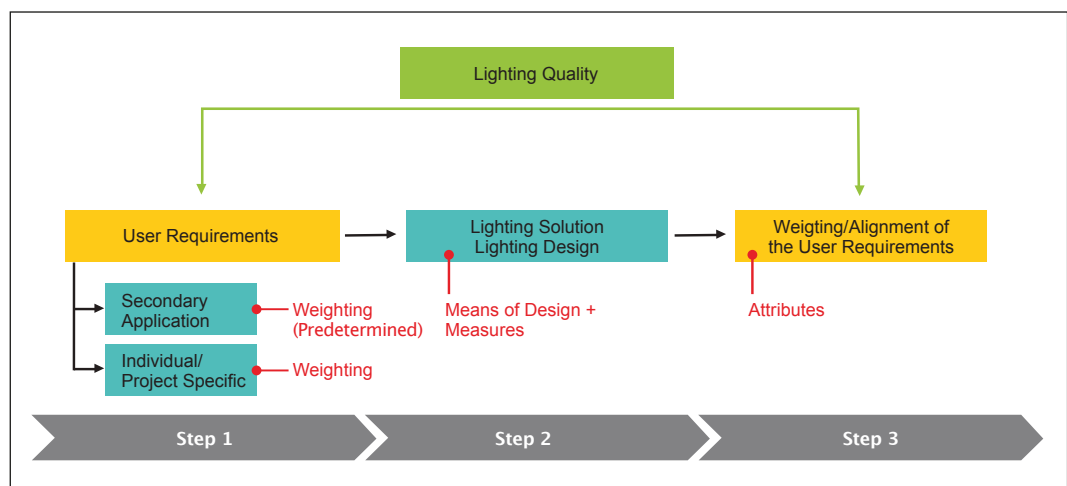 Lighting Quality
User Requirements
Lighting Solution
Lighting Design
Weigting/Alignment of
the User Requirements
Secondary
Application
Weighting
(Predetermined)
Means of Design +
Measures
Attributes
Individual/
Project Specific
Weighting
Step 1
Step 2
Step 3